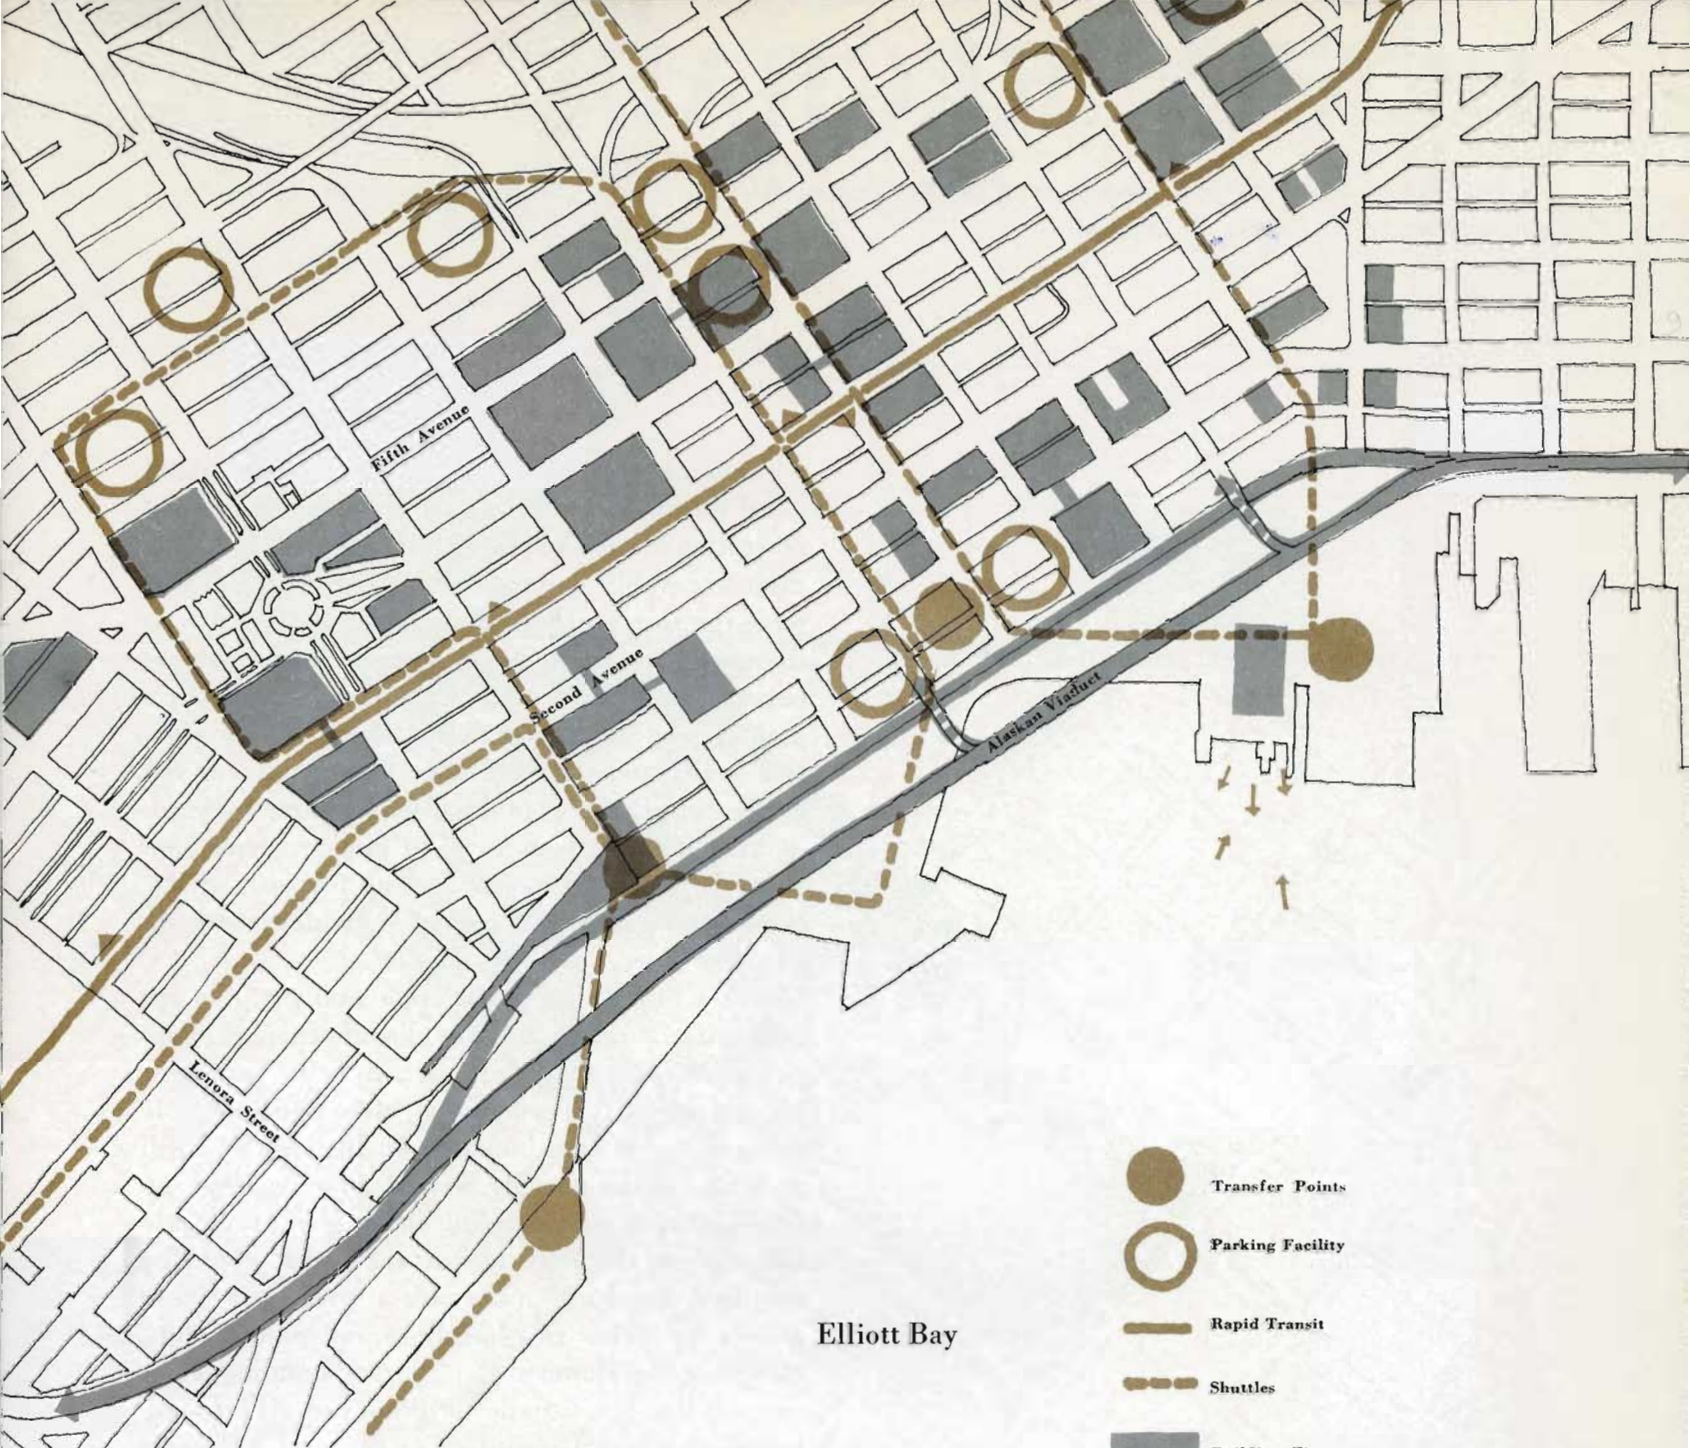 Fifth Avenue
Second Avenue
Alaskan Viaduct
Lenora Street
Transfer Points
Parking Facility
Rapid Transit
Elliott Bay
Shuttles